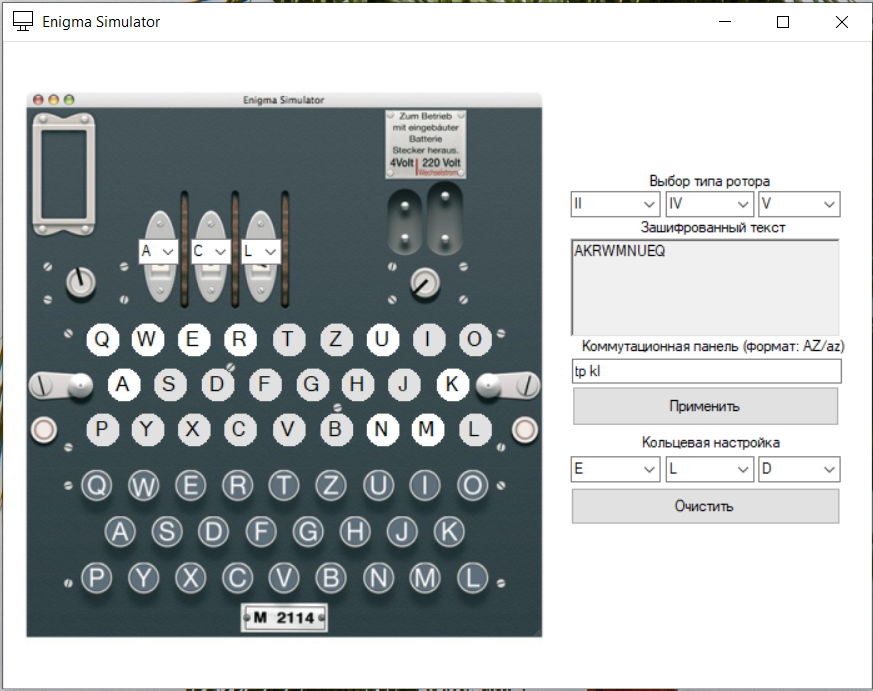 Enigma Simulator
Enigma Simulator
Zum Betrieb
mit eingebäuter
Batterie
Stecker heraus.
4Volt 220 Volt
Wechselstrom
Выбор типа ротора
II IV V
Зашифрованный текст
AKRWMNUEQ
A C L
Q W E R T Z U I O
Коммутационная панель (формат: AZ/az)
tp kl
A S D F G H J K
Применить
P Y X C V B N M L
Кольцевая настройка
E L D
Q W E R T Z U I O
Очистить
A S D F G H J K
P Y X C V B N M L
M 2114